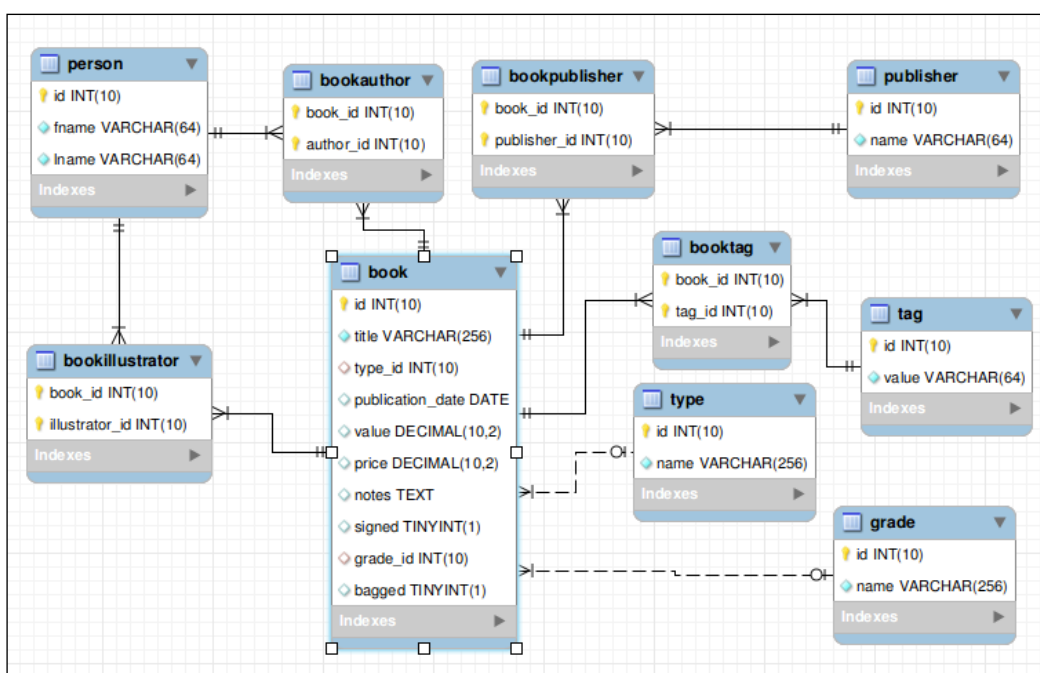 person
id INT(10)
fname VARCHAR(64)
lname VARCHAR(64)
Indexes
bookauthor
book_id INT(10)
author_id INT(10)
Indexes
bookpublisher
book_id INT(10)
publisher_id INT(10)
Indexes
publisher
id INT(10)
name VARCHAR(64)
Indexes
book
id INT(10)
title VARCHAR(256)
type_id INT(10)
publication_date DATE
value DECIMAL(10,2)
price DECIMAL(10,2)
notes TEXT
signed TINYINT(1)
grade_id INT(10)
bagged TINYINT(1)
Indexes
booktag
book_id INT(10)
tag_id INT(10)
Indexes
tag
id INT(10)
value VARCHAR(64)
Indexes
bookillustrator
book_id INT(10)
illustrator_id INT(10)
Indexes
type
id INT(10)
name VARCHAR(256)
Indexes
grade
id INT(10)
name VARCHAR(256)
Indexes